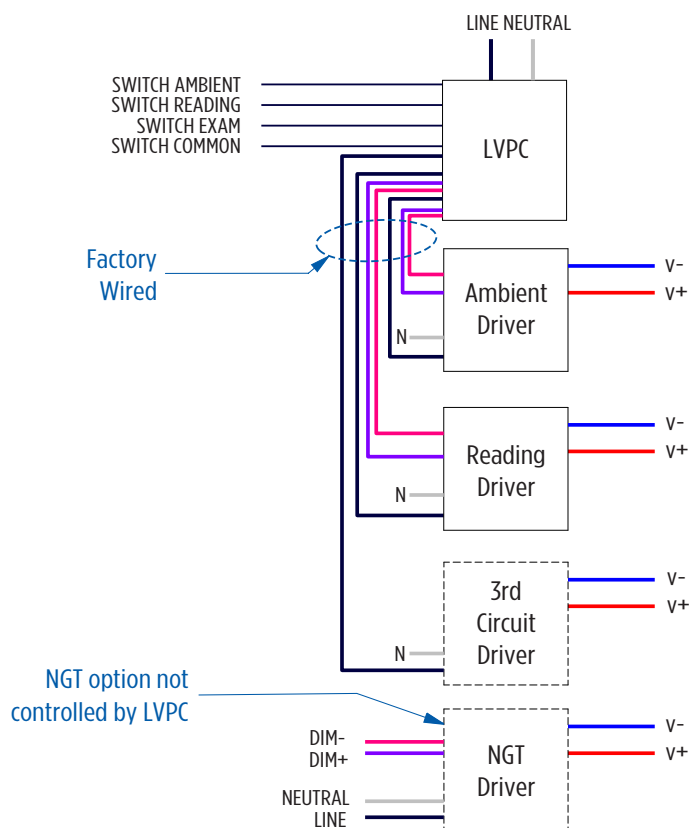 LINE NEUTRAL
SWITCH AMBIENT
SWITCH READING
SWITCH EXAM
SWITCH COMMON
LVPC
Factory
Wired
Ambient
Driver
N
V-
V+
Reading
Driver
N
V-
V+
3rd
Circuit
Driver
N
V-
V+
NGT option not
controlled by LVPC
DIM-
DIM+
NEUTRAL
LINE
NGT
Driver
V-
V+